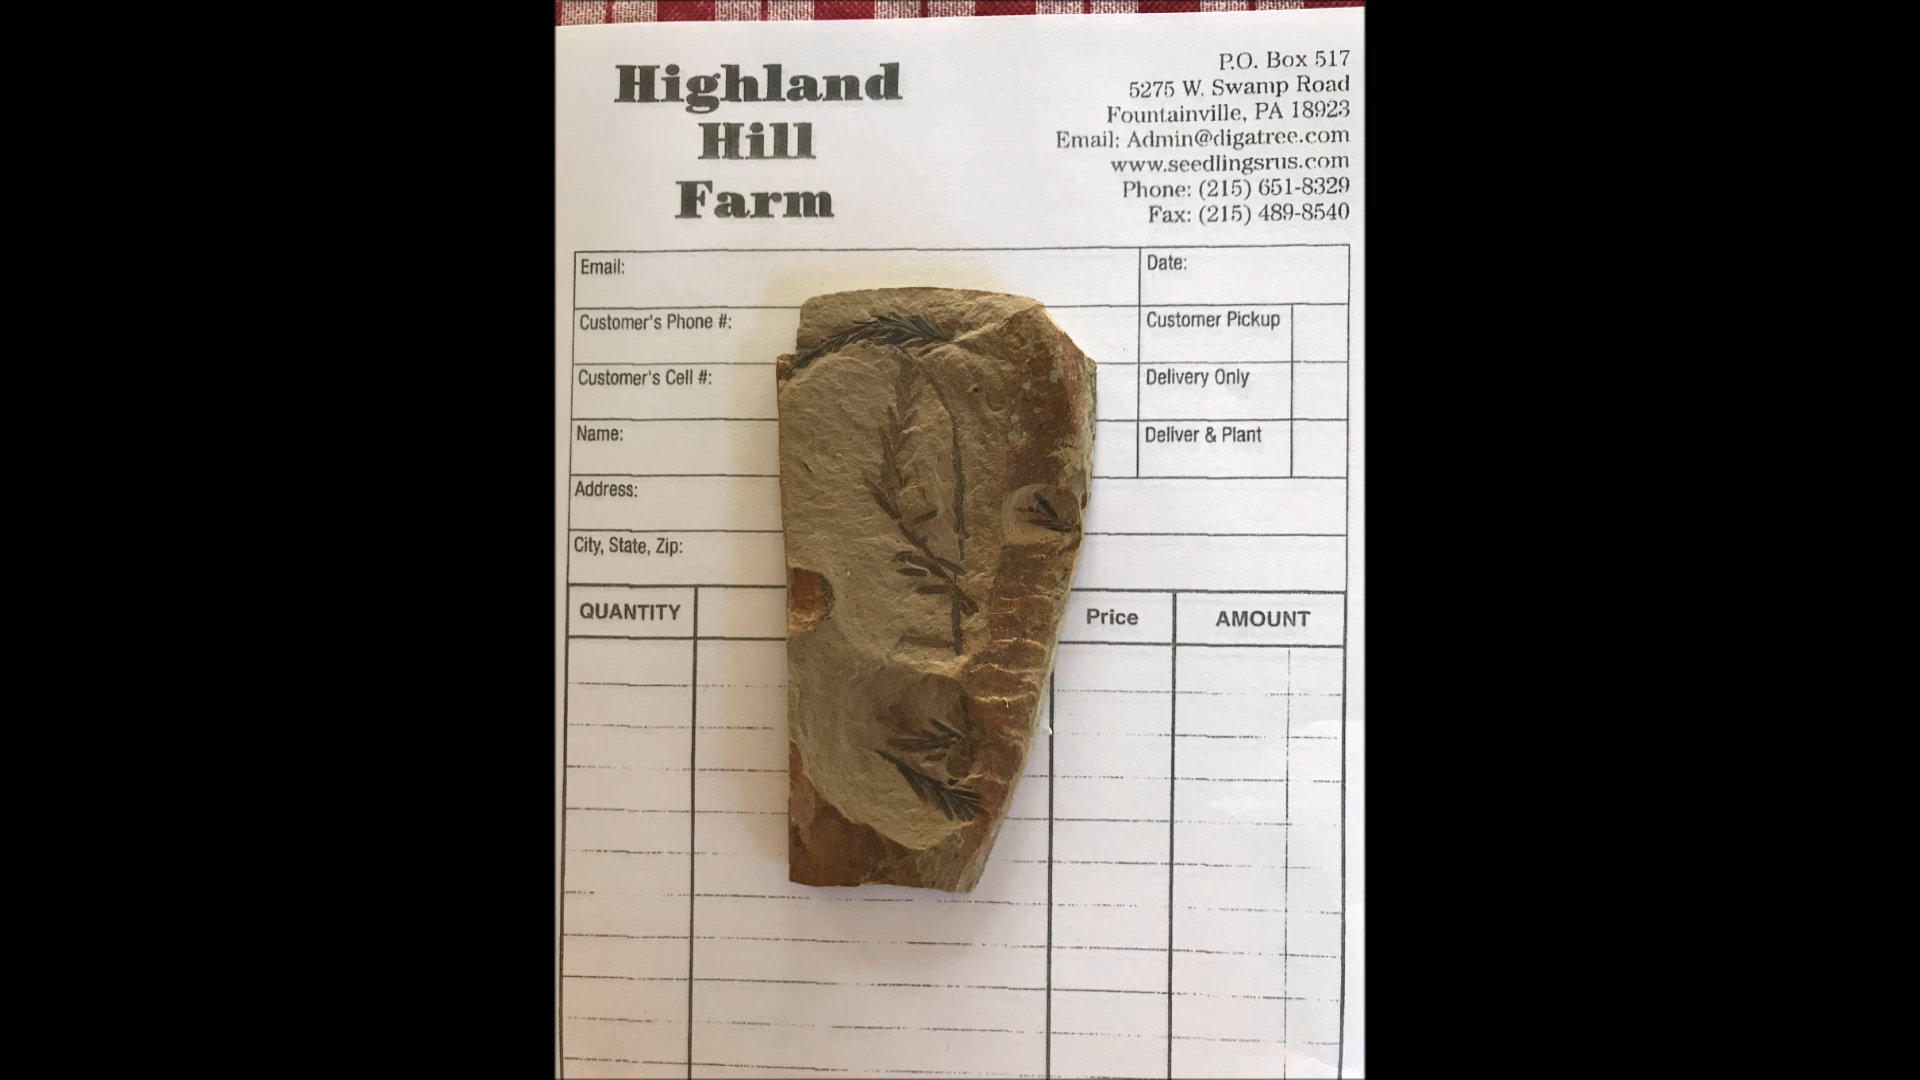 Highland
Hill
Farm
P.O. Box 517
5275 W. Swamp Road
Fountainville, PA 18923
Email: Admin@digatree.com
www.seedlingsrus.com
Phone: (215) 651-8329
Fax: (215) 489-8540
Email:
Date:
Customer's Phone #:
Customer Pickup
Customer's Cell #:
Delivery Only
Name:
Deliver & Plant
Address:
City, State, Zip:
QUANTITY
Price
AMOUNT